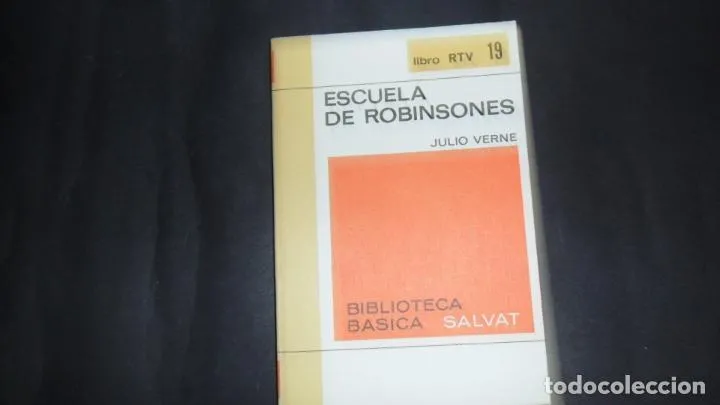 libro RTV 19
ESCUELA
DE ROBINSONES
JULIO VERNE
BIBLIOTECA
BASICA SALVAT
todocoleccion